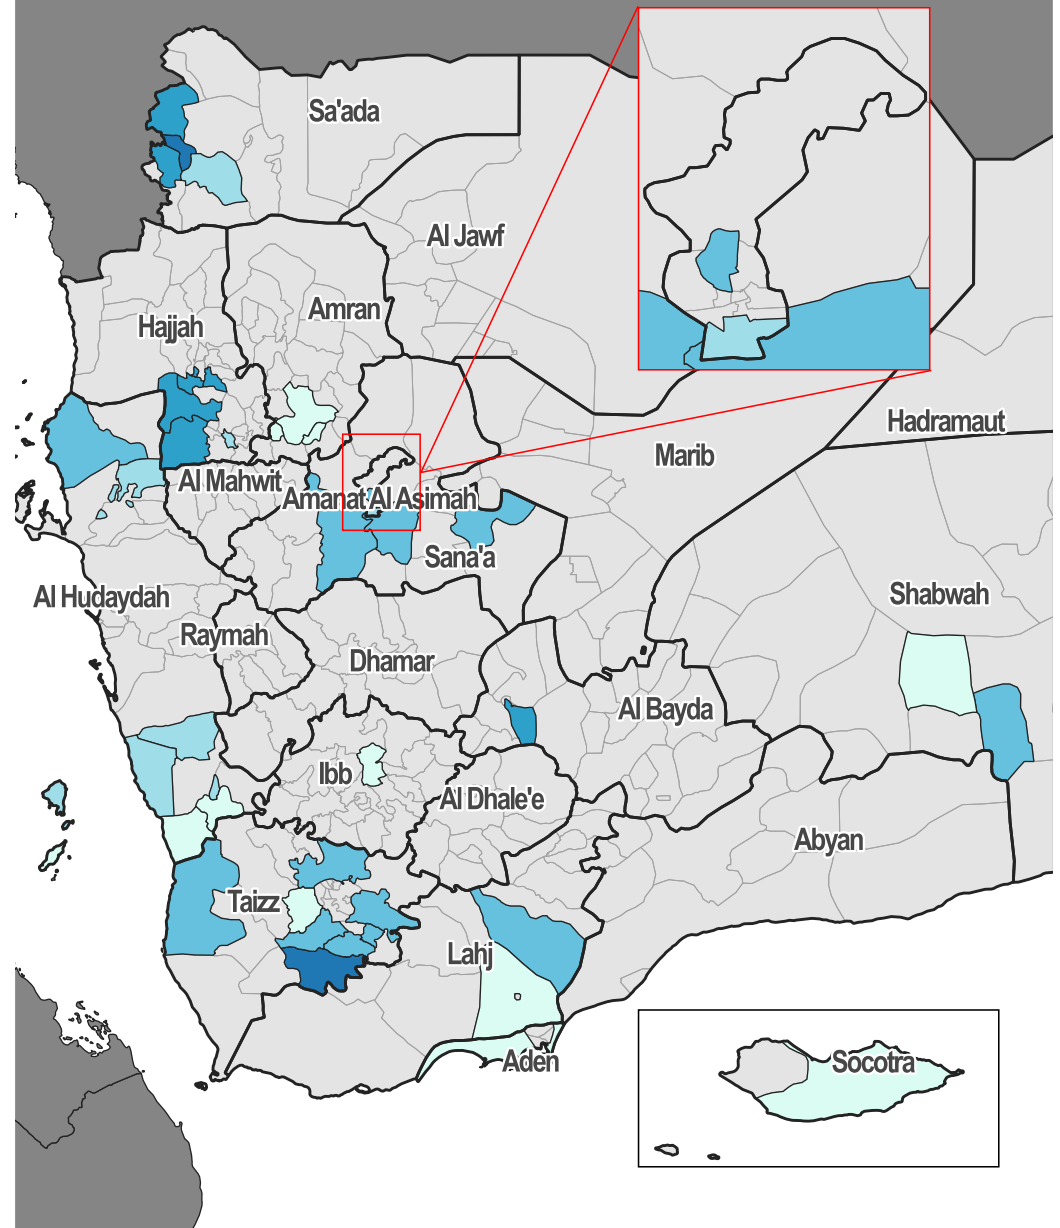 Sa'ada
Al Jawf
Amran
Hajjah
Hadramaut
Marib
Al Mahwit
Amanat Al Asimah
Sana'a
Al Hudaydah
Shabwah
Raymah
Dhamar
Al Bayda
Ibb
Al Dhale'e
Abyan
Taizz
Lahj
Aden
Socotra